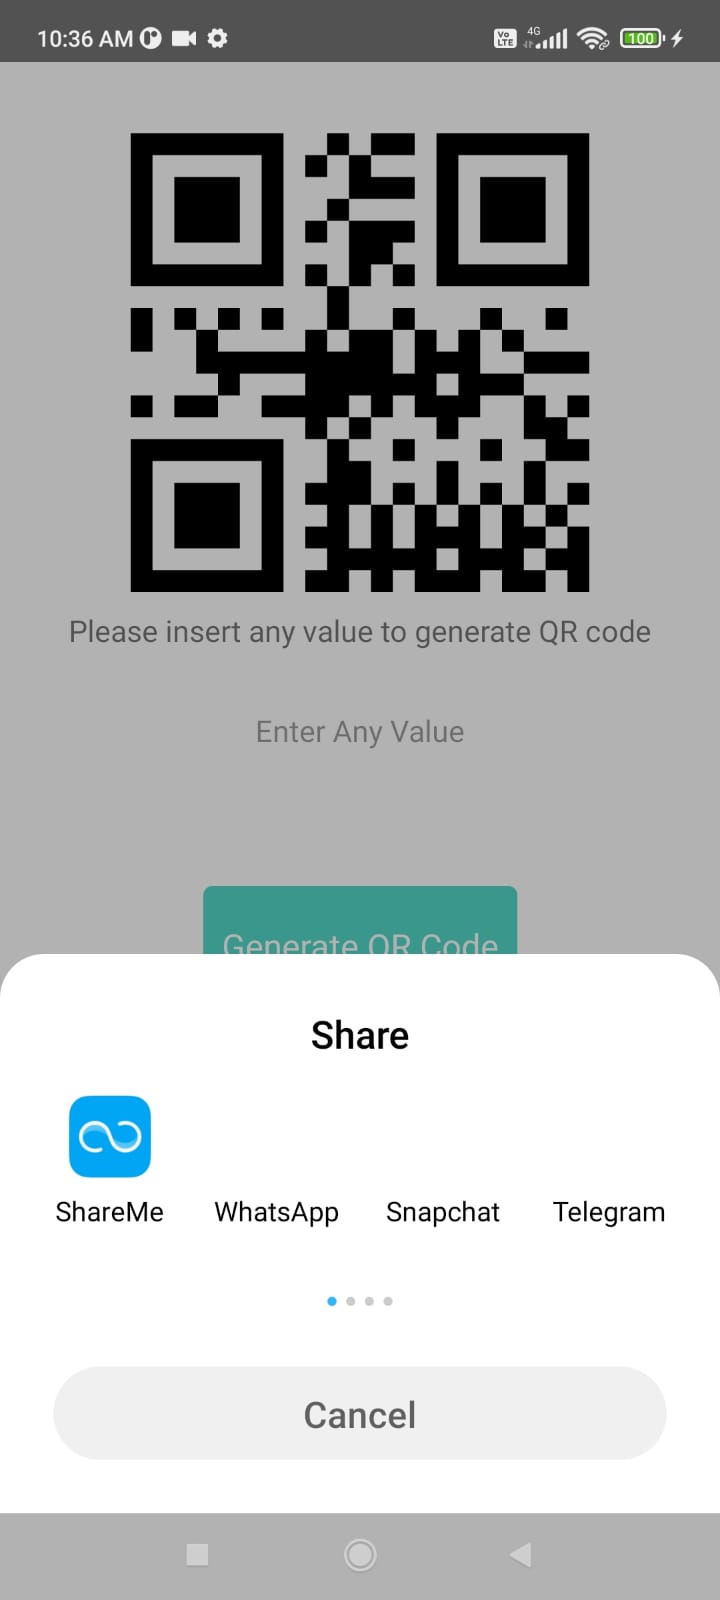 10:36 AM
Vo LTE 4G 100
Please insert any value to generate QR code
Enter Any Value
Generate QR Code
Share
ShareMe WhatsApp Snapchat Telegram
Cancel